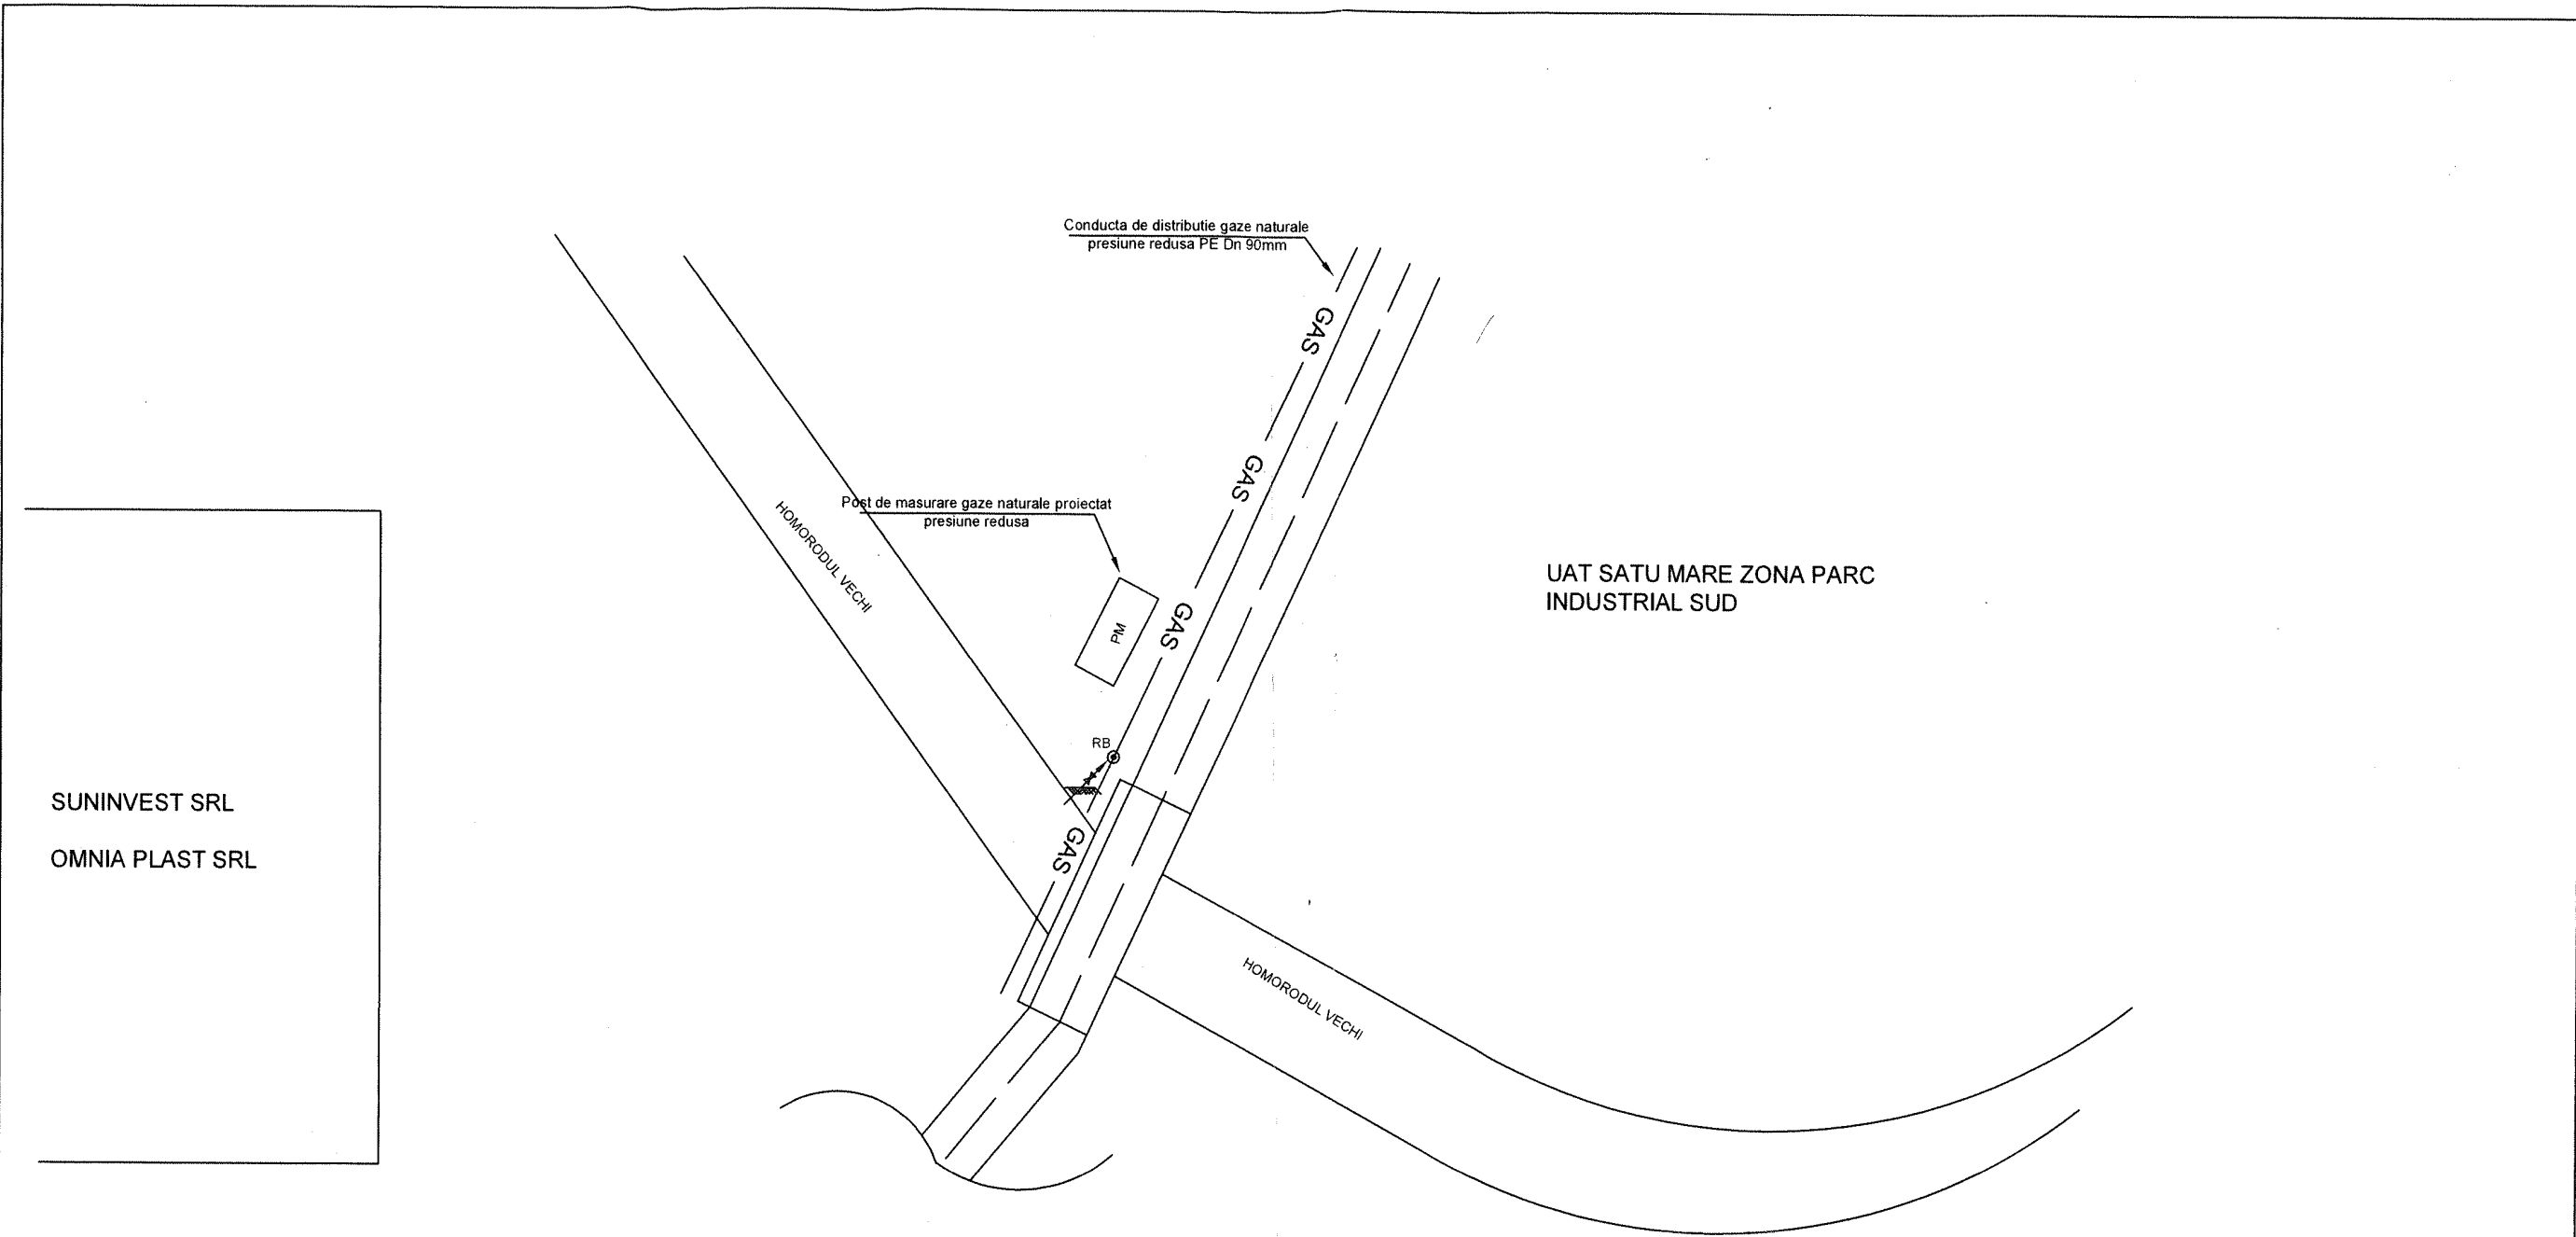 Conducta de distributie gaze naturale
presiune redusa PE Dn 90mm
GAS
GAS
Post de masurare gaze naturale proiectat
presiune redusa
HOMORODUL VECHI
UAT SATU MARE ZONA PARC
INDUSTRIAL SUD
PM
GAS
RB
SUNINVEST SRL
OMNIA PLAST SRL
GAS
HOMORODUL VECHI